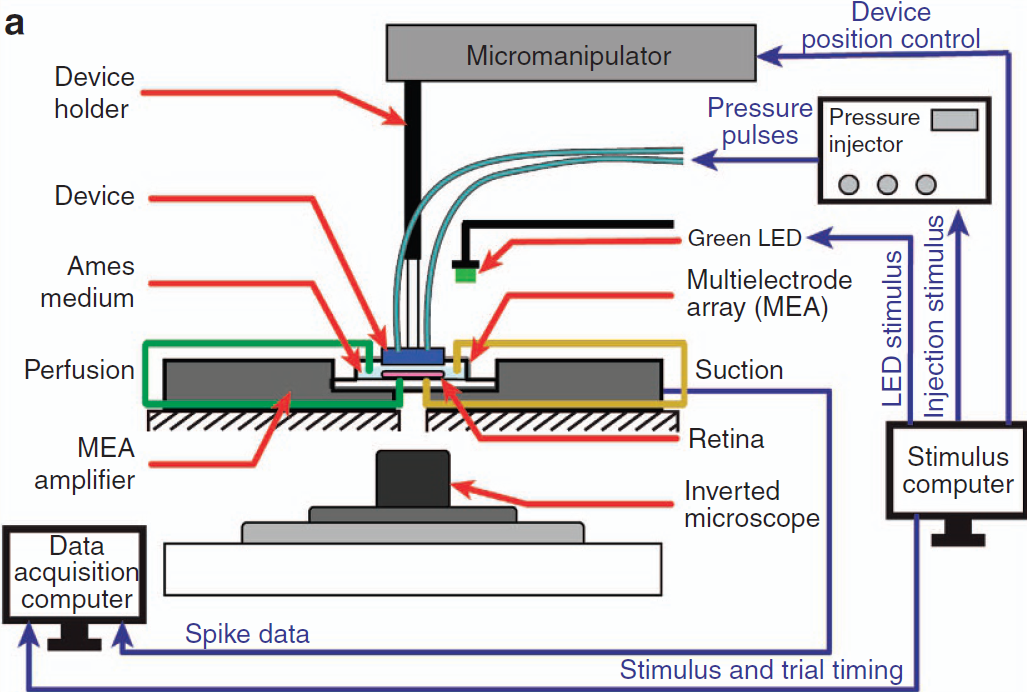 a
Device
position control
Micromanipulator
Device
holder
Pressure
pulses
Pressure
injector
Device
Green LED
Ames
medium
Multielectrode
array (MEA)
LED stimulus
Injection stimulus
Perfusion
Suction
MEA
amplifier
Retina
Stimulus
computer
Inverted
microscope
Data
acquisition
computer
Spike data
Stimulus and trial timing